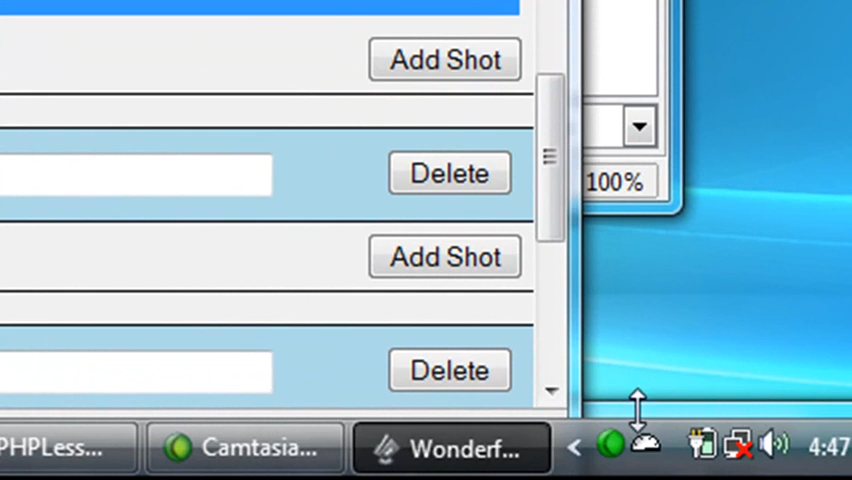 Add Shot
Delete
100%
Add Shot
Delete
PHPLess...
Camtasia...
Wonderf...
4:47